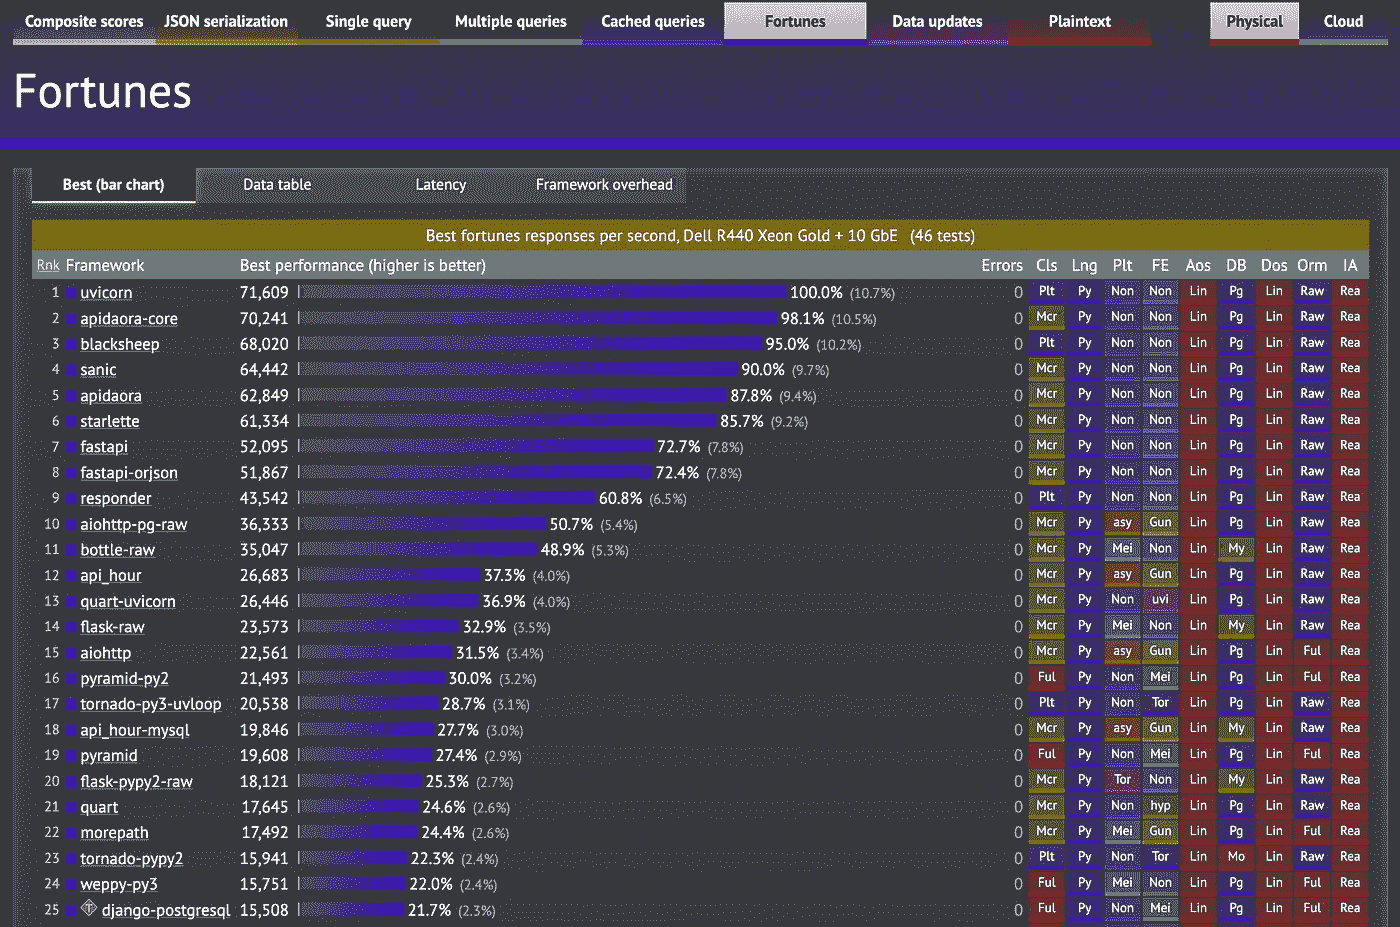 Composite scores JSON serialization Single query Multiple queries Cached queries Fortunes Data updates Plaintext Physical Cloud
Fortunes
Best (bar chart) Data table Latency Framework overhead
Best fortunes responses per second, Dell R440 Xeon Gold + 10 GbE (46 tests)
Rnk Framework Best performance (higher is better) Errors Cls Lng Plt FE Aos DB Dos Orm IA
1 uvicorn 71,609 100.0% (10.7%) 0 Plt Py Non Non Lin Pg Lin Raw Rea
2 apidaora-core 70,241 98.1% (10.5%) 0 Mcr Py Non Non Lin Pg Lin Raw Rea
3 blacksheep 68,020 95.0% (10.2%) 0 Plt Py Non Non Lin Pg Lin Raw Rea
4 sanic 64,442 90.0% (9.7%) 0 Mcr Py Non Non Lin Pg Lin Raw Rea
5 apidaora 62,849 87.8% (9.4%) 0 Mcr Py Non Non Lin Pg Lin Raw Rea
6 starlette 61,334 85.7% (9.2%) 0 Mcr Py Non Non Lin Pg Lin Raw Rea
7 fastapi 52,095 72.7% (7.8%) 0 Mcr Py Non Non Lin Pg Lin Raw Rea
8 fastapi-orjson 51,867 72.4% (7.8%) 0 Mcr Py Non Non Lin Pg Lin Raw Rea
9 responder 43,542 60.8% (6.5%) 0 Plt Py Non Non Lin Pg Lin Raw Rea
10 aiohttp-pg-raw 36,333 50.7% (5.4%) 0 Mcr Py asy Gun Lin Pg Lin Raw Rea
11 bottle-raw 35,047 48.9% (5.3%) 0 Mcr Py Mei Non Lin My Lin Raw Rea
12 api_hour 26,683 37.3% (4.0%) 0 Mcr Py asy Gun Lin Pg Lin Raw Rea
13 quart-uvicorn 26,446 36.9% (4.0%) 0 Mcr Py Non uvi Lin Pg Lin Raw Rea
14 flask-raw 23,573 32.9% (3.5%) 0 Mcr Py Mei Non Lin My Lin Raw Rea
15 aiohttp 22,561 31.5% (3.4%) 0 Mcr Py asy Gun Lin Pg Lin Ful Rea
16 pyramid-py2 21,493 30.0% (3.2%) 0 Ful Py Non Mei Lin Pg Lin Ful Rea
17 tornado-py3-uvloop 20,538 28.7% (3.1%) 0 Plt Py Non Tor Lin Pg Lin Raw Rea
18 api_hour-mysql 19,846 27.7% (3.0%) 0 Mcr Py asy Gun Lin My Lin Raw Rea
19 pyramid 19,608 27.4% (2.9%) 0 Ful Py Non Mei Lin Pg Lin Ful Rea
20 flask-pypy2-raw 18,121 25.3% (2.7%) 0 Mcr Py Tor Non Lin My Lin Raw Rea
21 quart 17,645 24.6% (2.6%) 0 Mcr Py Non hyp Lin Pg Lin Raw Rea
22 morepath 17,492 24.4% (2.6%) 0 Mcr Py Mei Gun Lin Pg Lin Ful Rea
23 tornado-pypy2 15,941 22.3% (2.4%) 0 Plt Py Non Tor Lin Mo Lin Raw Rea
24 weppy-py3 15,751 22.0% (2.4%) 0 Ful Py Mei Non Lin Pg Lin Ful Rea
25 django-postgresql 15,508 21.7% (2.3%) 0 Ful Py Non Mei Lin Pg Lin Ful Rea